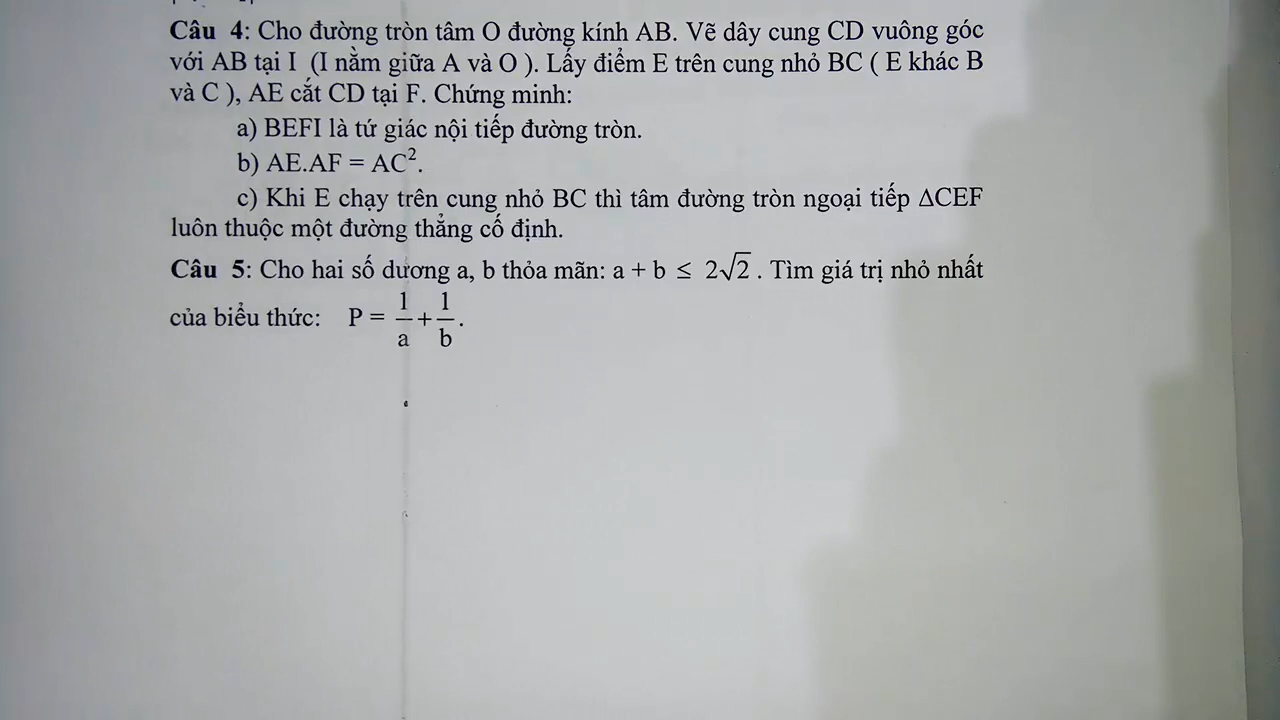 Câu 4: Cho đường tròn tâm O đường kính AB. Vẽ dây cung CD vuông góc
với AB tại I (I nằm giữa A và O ). Lấy điểm E trên cung nhỏ BC ( E khác B
và C ), AE cắt CD tại F. Chứng minh:
a) BEFI là tứ giác nội tiếp đường tròn.
b) AE.AF = AC².
c) Khi E chạy trên cung nhỏ BC thì tâm đường tròn ngoại tiếp ΔCEF
luôn thuộc một đường thẳng cố định.
Câu 5: Cho hai số dương a, b thỏa mãn: a + b ≤ 2√2 . Tìm giá trị nhỏ nhất
của biểu thức: P = 1/a + 1/b .